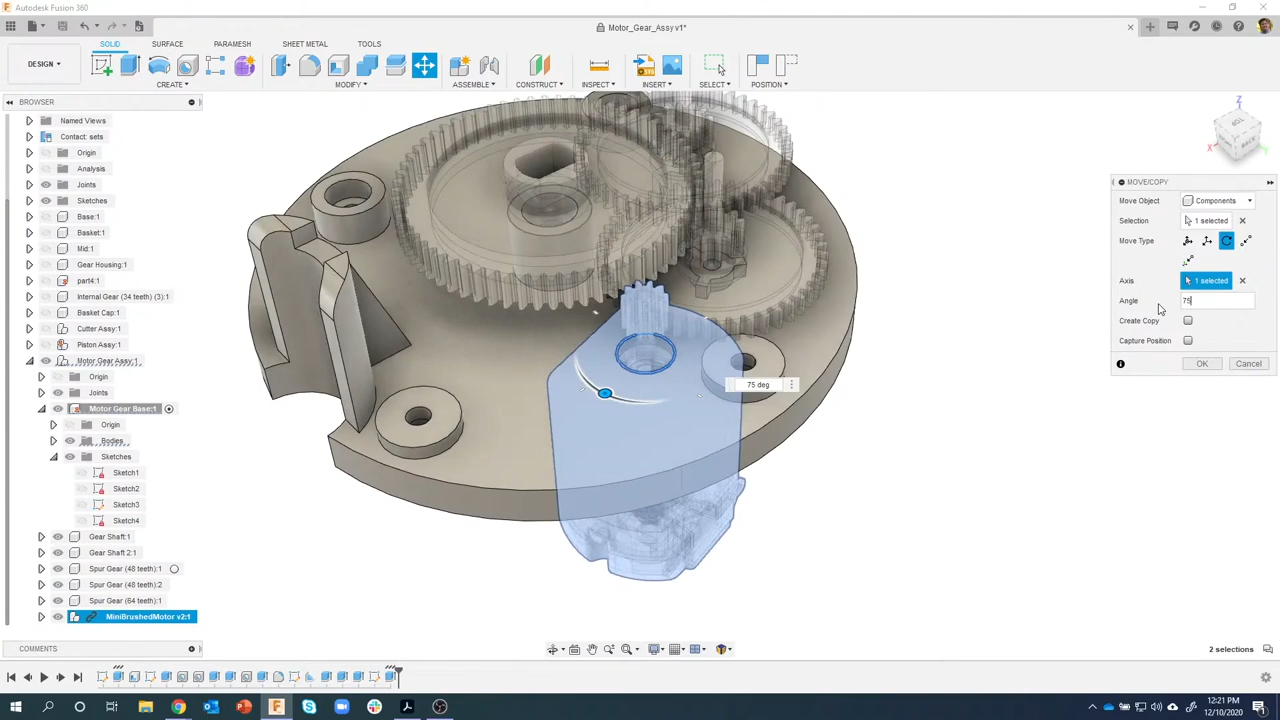 Autodesk Fusion 360
Motor_Gear_Assy v1*
SOLID SURFACE PARAMESH SHEET METAL TOOLS
DESIGN
CREATE MODIFY ASSEMBLE CONSTRUCT INSPECT INSERT SELECT POSITION
BROWSER
Named Views
Contact: sets
Origin
Analysis
Joints
Sketches
Base:1
Basket:1
Mid:1
Gear Housing:1
part4:1
Internal Gear (34 teeth) (3):1
Basket Cap:1
Cutter Assy:1
Piston Assy:1
Motor Gear Assy:1
Origin
Joints
Motor Gear Base:1
Origin
Bodies
Sketches
Sketch1
Sketch2
Sketch3
Sketch4
Gear Shaft:1
Gear Shaft 2:1
Spur Gear (48 teeth):1
Spur Gear (48 teeth):2
Spur Gear (64 teeth):1
MiniBrushedMotor v2:1
75 deg
TOP
BACK
Z
X
Y
MOVE/COPY
Move Object Components
Selection 1 selected
Move Type
Axis 1 selected
Angle 75
Create Copy
Capture Position
OK Cancel
COMMENTS
2 selections
12:21 PM
12/10/2020